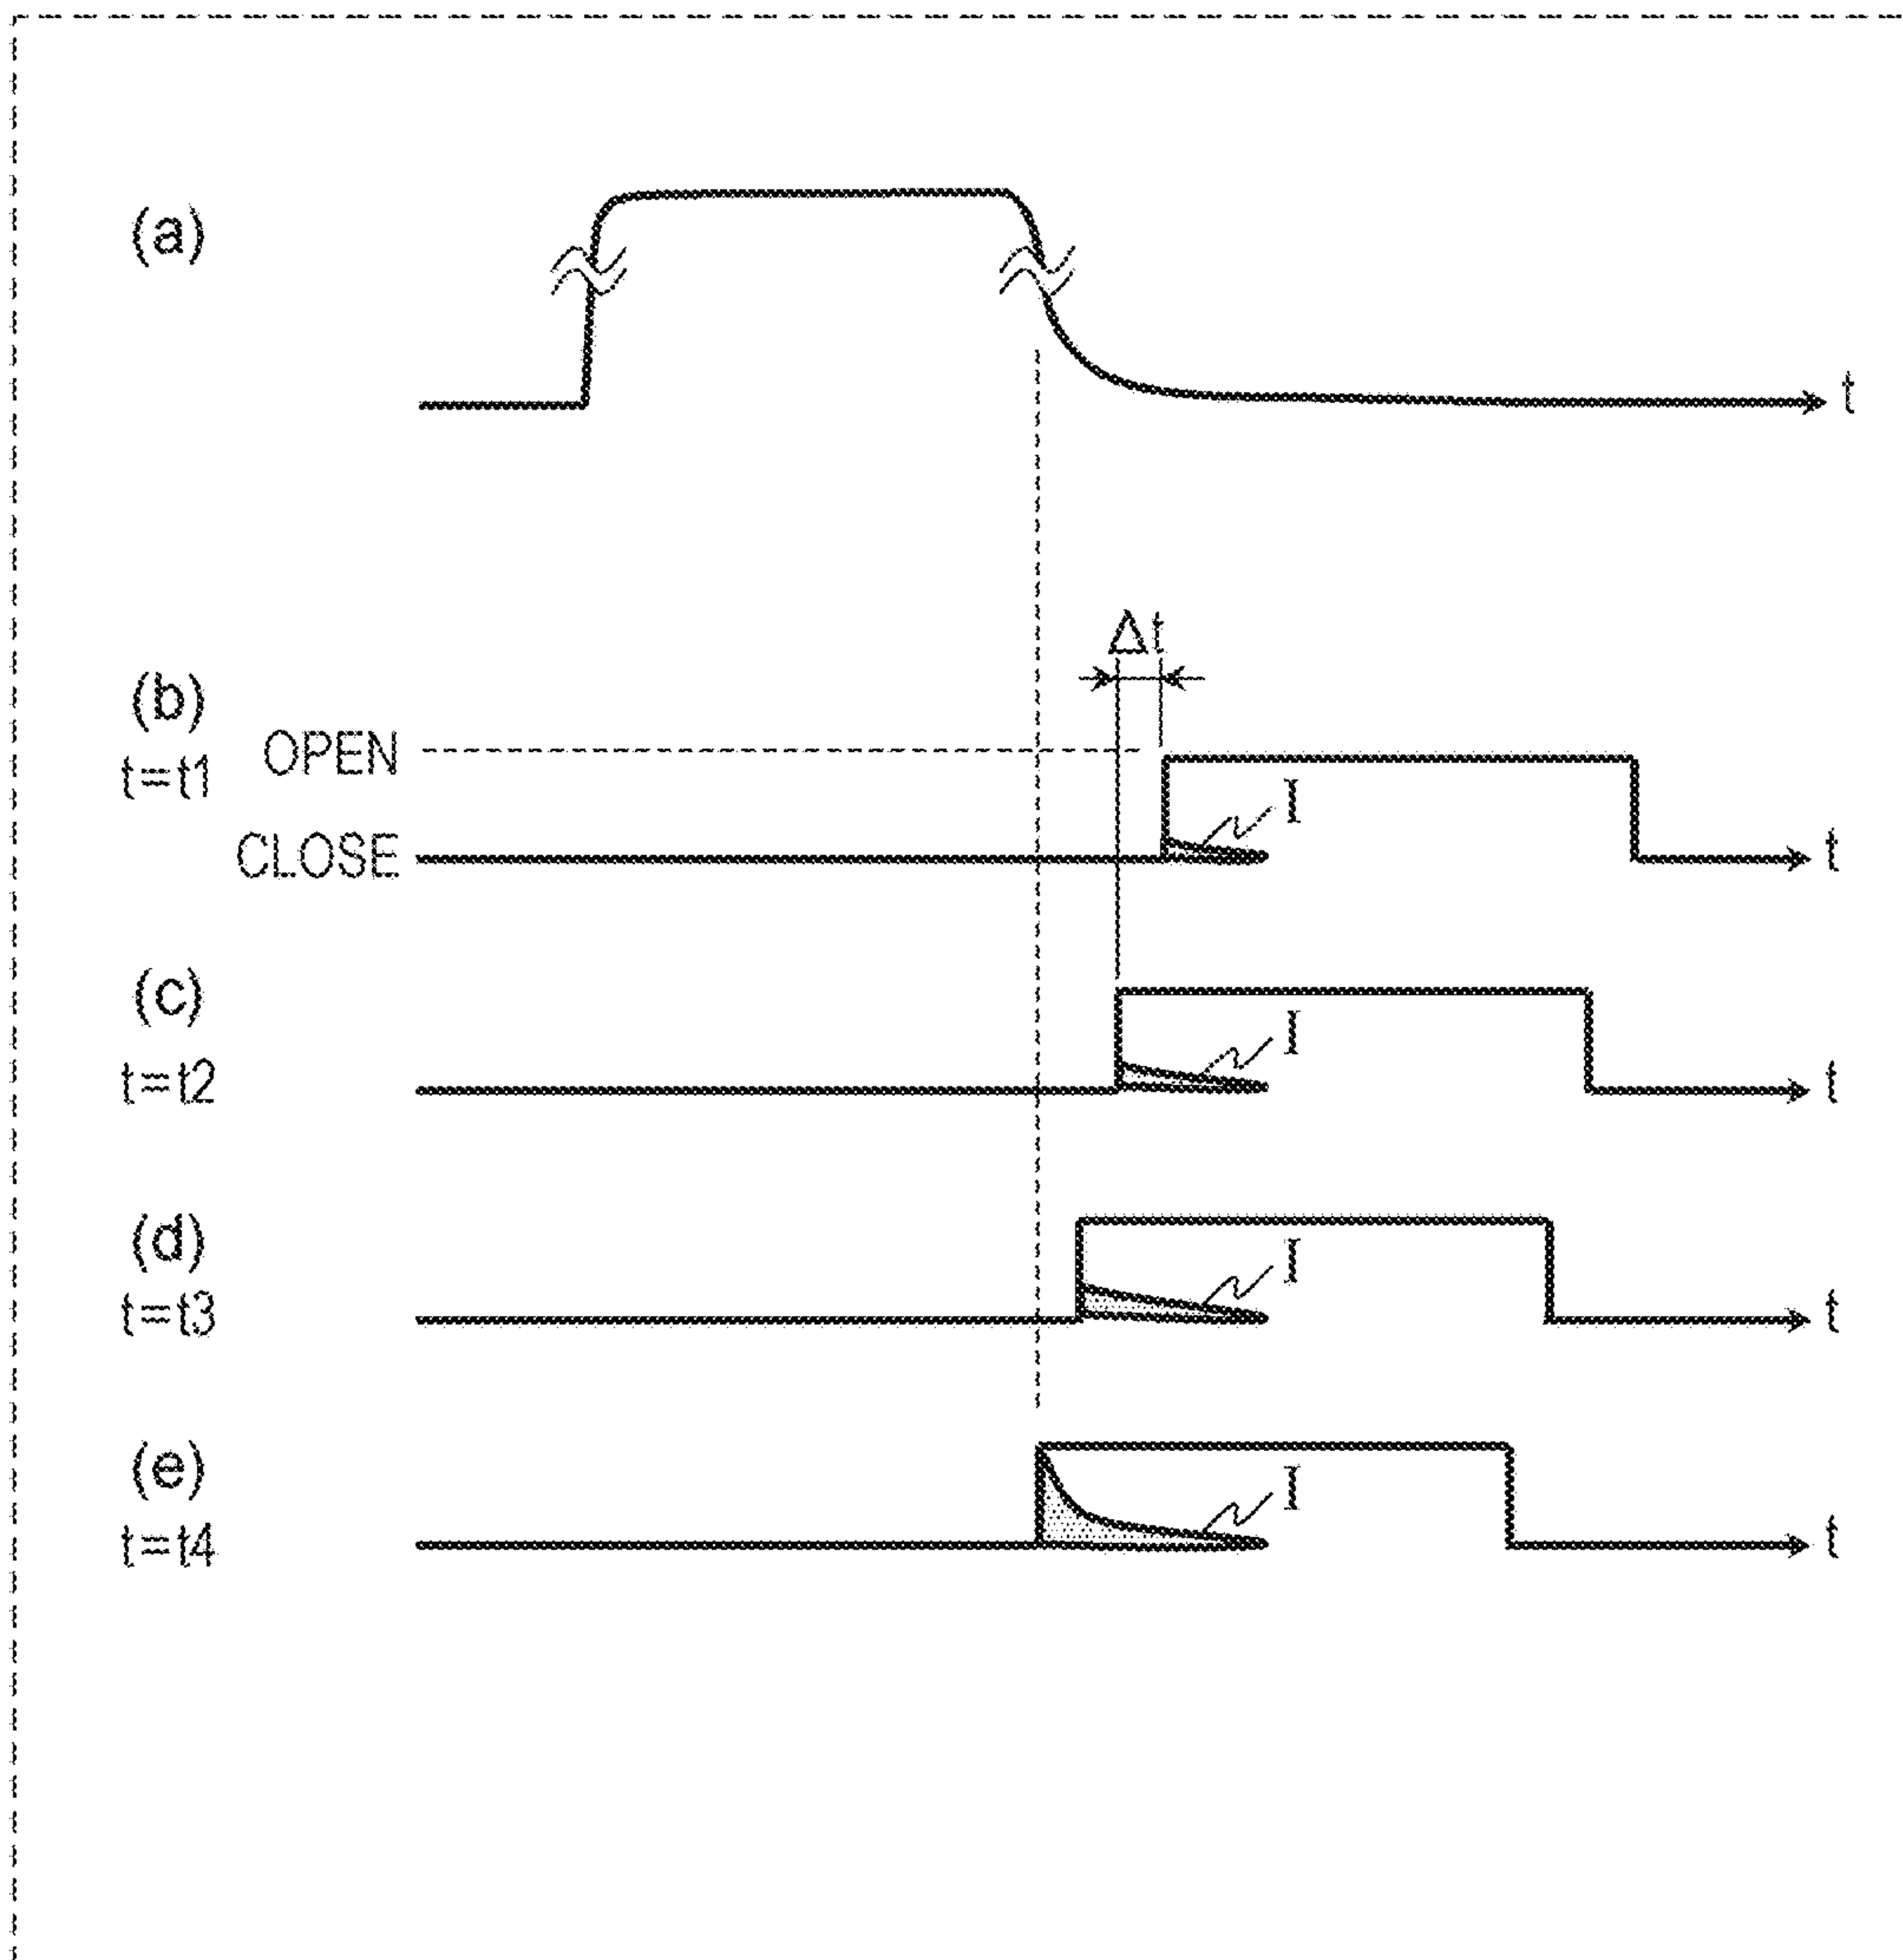 (a)
t
Δt
(b)
OPEN
t=t1
I
CLOSE
t
(c)
I
t=t2
t
(d)
I
t=t3
t
(e)
I
t=t4
t